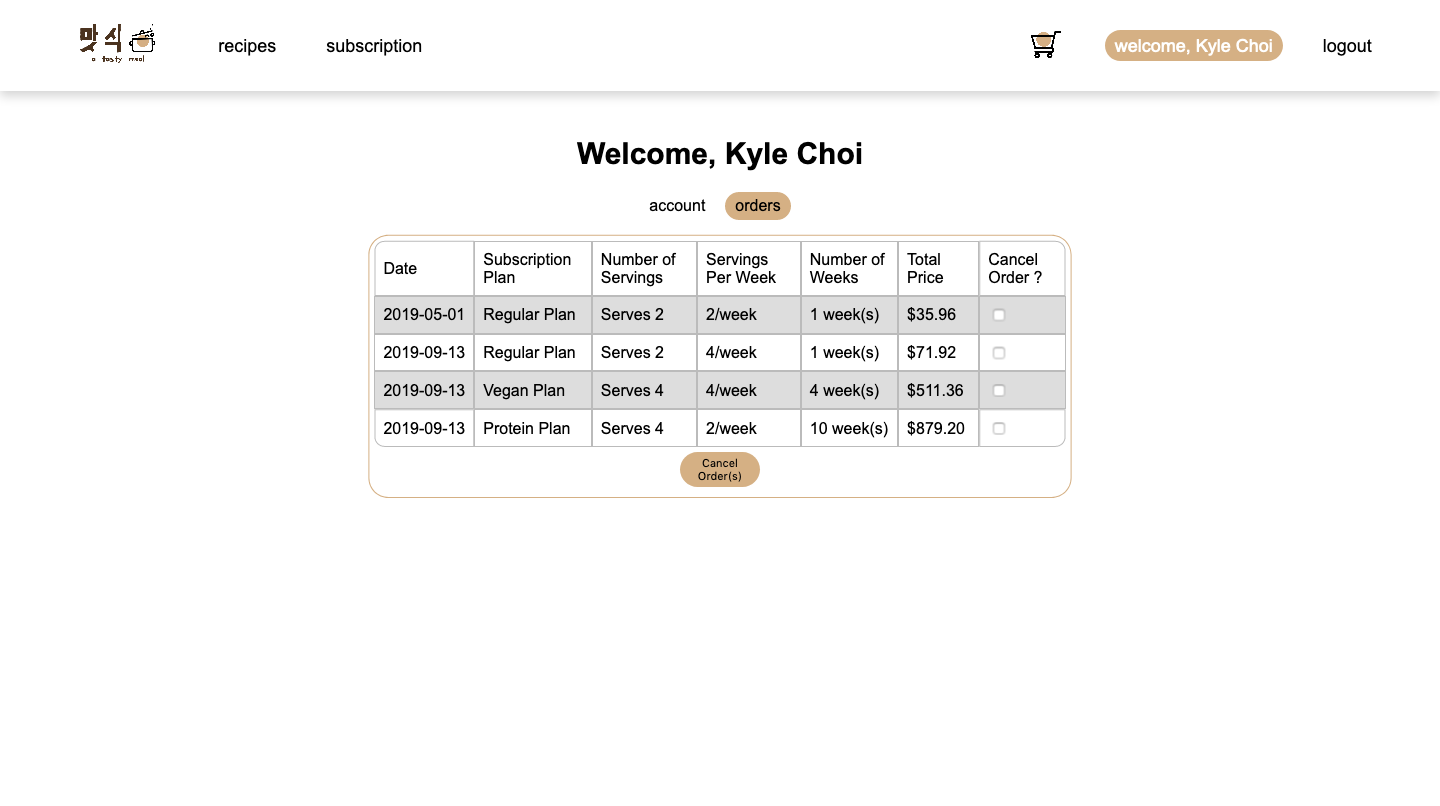 맛식
a tasty meal
recipes
subscription
welcome, Kyle Choi
logout
Welcome, Kyle Choi
account
orders
Date
Subscription
Plan
Number of
Servings
Servings
Per Week
Number of
Weeks
Total
Price
Cancel
Order ?
2019-05-01 Regular Plan Serves 2 2/week 1 week(s) $35.96
2019-09-13 Regular Plan Serves 2 4/week 1 week(s) $71.92
2019-09-13 Vegan Plan Serves 4 4/week 4 week(s) $511.36
2019-09-13 Protein Plan Serves 4 2/week 10 week(s) $879.20
Cancel
Order(s)